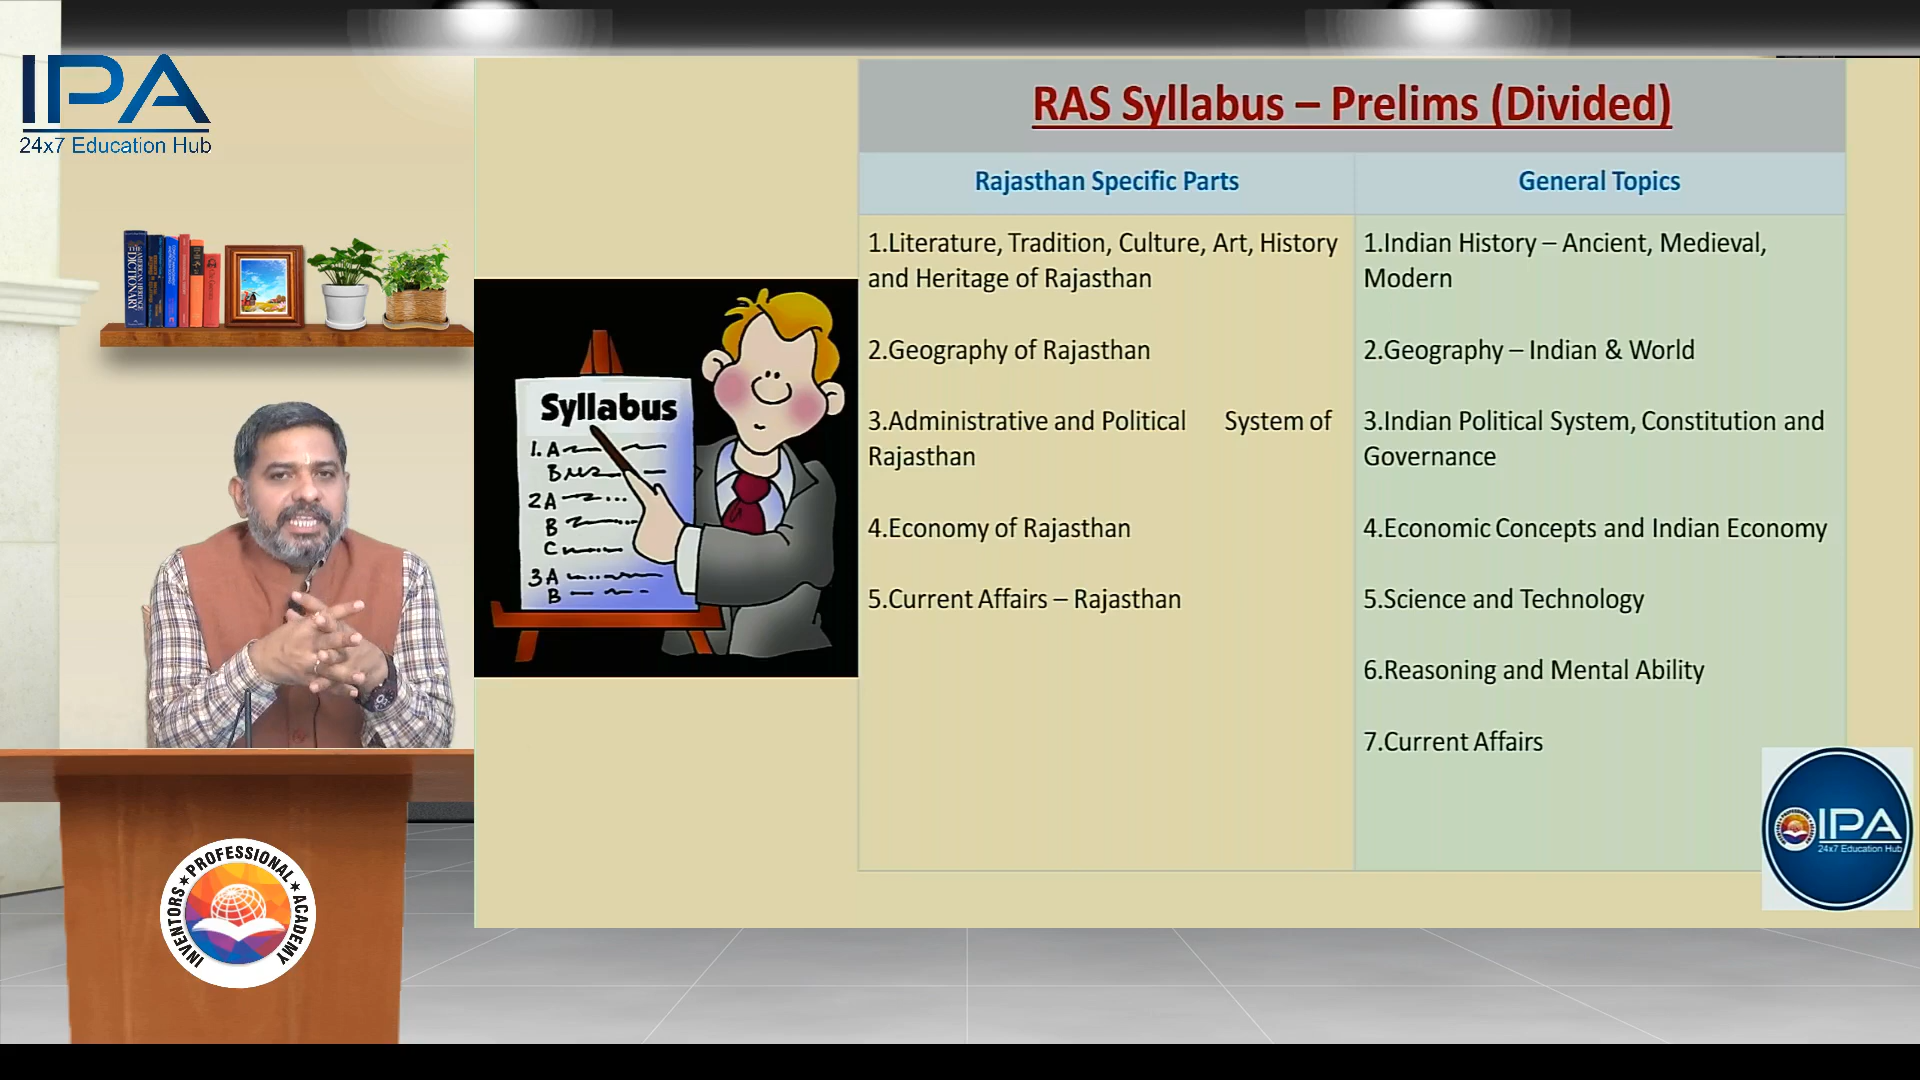 IPA
24x7 Education Hub
RAS Syllabus – Prelims (Divided)
Rajasthan Specific Parts
General Topics
1.Literature, Tradition, Culture, Art, History
and Heritage of Rajasthan
2.Geography of Rajasthan
3.Administrative and Political System of
Rajasthan
4.Economy of Rajasthan
5.Current Affairs – Rajasthan
1.Indian History – Ancient, Medieval,
Modern
2.Geography – Indian & World
3.Indian Political System, Constitution and
Governance
4.Economic Concepts and Indian Economy
5.Science and Technology
6.Reasoning and Mental Ability
7.Current Affairs
Syllabus
1. A
B
2 A
B
C
3 A
B
THE
DICTIONARY
INVENTORS ★ PROFESSIONAL ★ ACADEMY
IPA
24x7 Education Hub